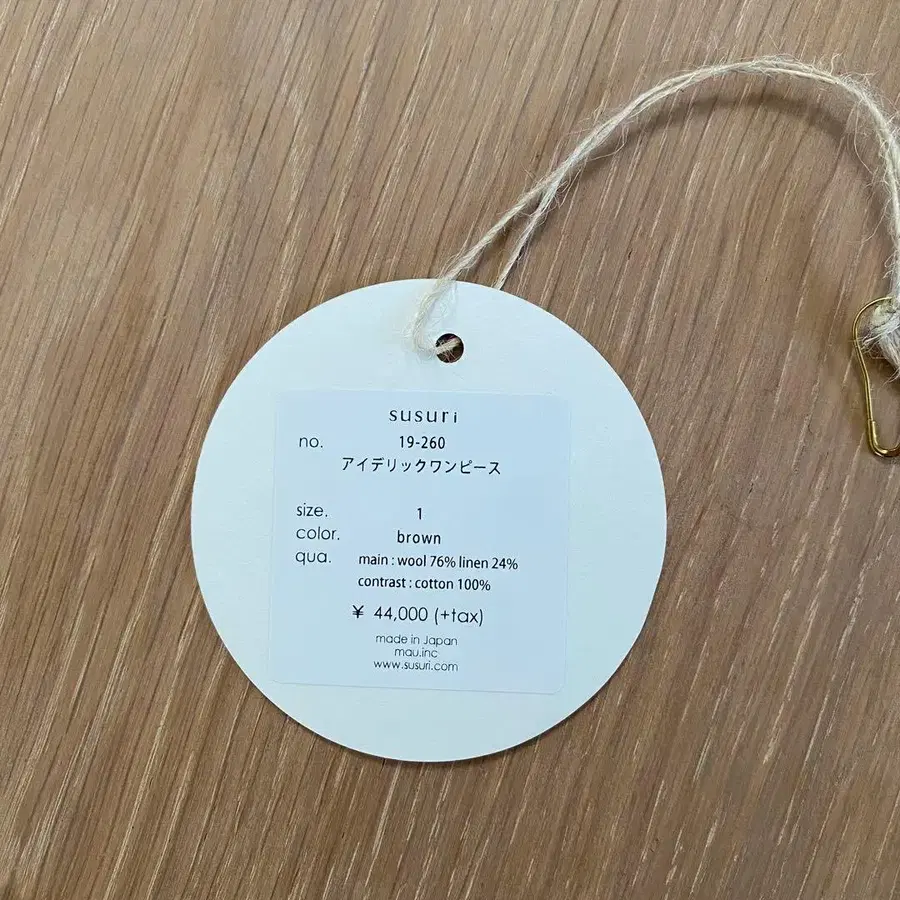 susuri
no. 19-260
アイデリックワンピース
size. 1
color. brown
qua. main : wool 76% linen 24%
contrast : cotton 100%
¥ 44,000 (+tax)
made in Japan
mau.inc
www.susuri.com